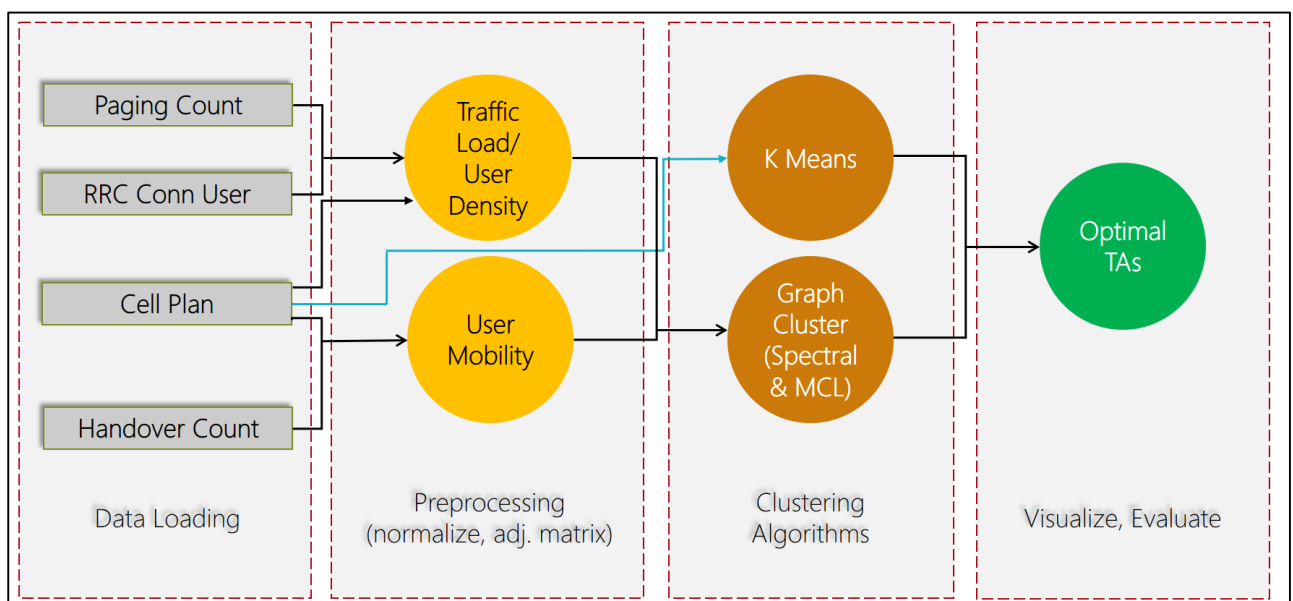 Paging Count
RRC Conn User
Cell Plan
Handover Count
Data Loading
Traffic
Load/
User
Density
User
Mobility
Preprocessing
(normalize, adj. matrix)
K Means
Graph
Cluster
(Spectral
& MCL)
Clustering
Algorithms
Optimal
TAs
Visualize, Evaluate